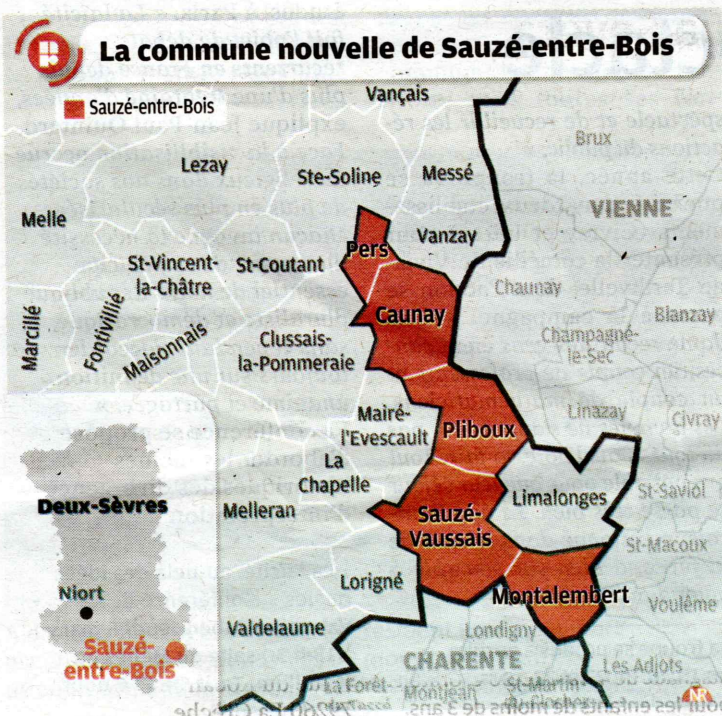 La commune nouvelle de Sauzé-entre-Bois
Sauzé-entre-Bois
Vançais
Brux
Lezay
Ste-Soline
Messé
Melle
VIENNE
Pers
Vanzay
St-Vincent-
la-Châtre
St-Coutant
Chaunay
Caunay
Blanzay
Marcillé
Fontivillié
Maisonnais
Clussais-
la-Pommeraie
Champagné-
le-Sec
Mairé-
l'Evescault
Pliboux
Linazay
Civray
La
Chapelle
Deux-Sèvres
Melleran
Limalonges
St-Saviol
Sauzé-
Vaussais
St-Macoux
Niort
Lorigné
Montalembert
Voulême
Valdelaume
Londigny
Sauzé-
entre-Bois
CHARENTE
Les Adjots
La Forêt
Montjean
St-Martin
NR